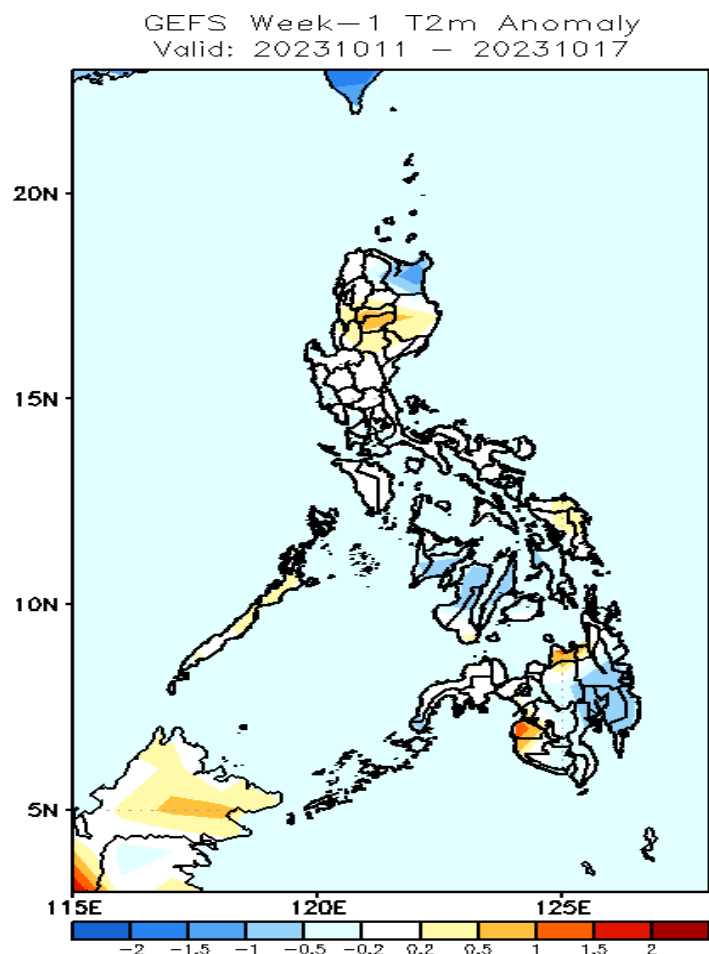 GEFS Week-1 T2m Anomaly
Valid: 20231011 - 20231017
20N
15N
10N
5N
115E 120E 125E
-2 -1.5 -1 -0.5 -0.2 0.2 0.5 1 1.5 2